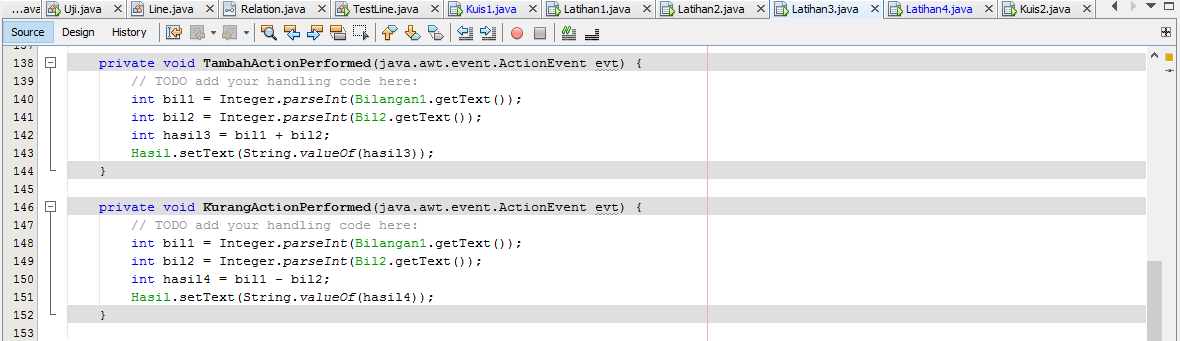 ...ava Uji.java Line.java Relation.java TestLine.java Kuis1.java Latihan1.java Latihan2.java Latihan3.java Latihan4.java Kuis2.java
Source Design History
137
138 private void TambahActionPerformed(java.awt.event.ActionEvent evt) {
139 // TODO add your handling code here:
140 int bil1 = Integer.parseInt(Bilangan1.getText());
141 int bil2 = Integer.parseInt(Bil2.getText());
142 int hasil3 = bil1 + bil2;
143 Hasil.setText(String.valueOf(hasil3));
144 }
145
146 private void KurangActionPerformed(java.awt.event.ActionEvent evt) {
147 // TODO add your handling code here:
148 int bil1 = Integer.parseInt(Bilangan1.getText());
149 int bil2 = Integer.parseInt(Bil2.getText());
150 int hasil4 = bil1 - bil2;
151 Hasil.setText(String.valueOf(hasil4));
152 }
153